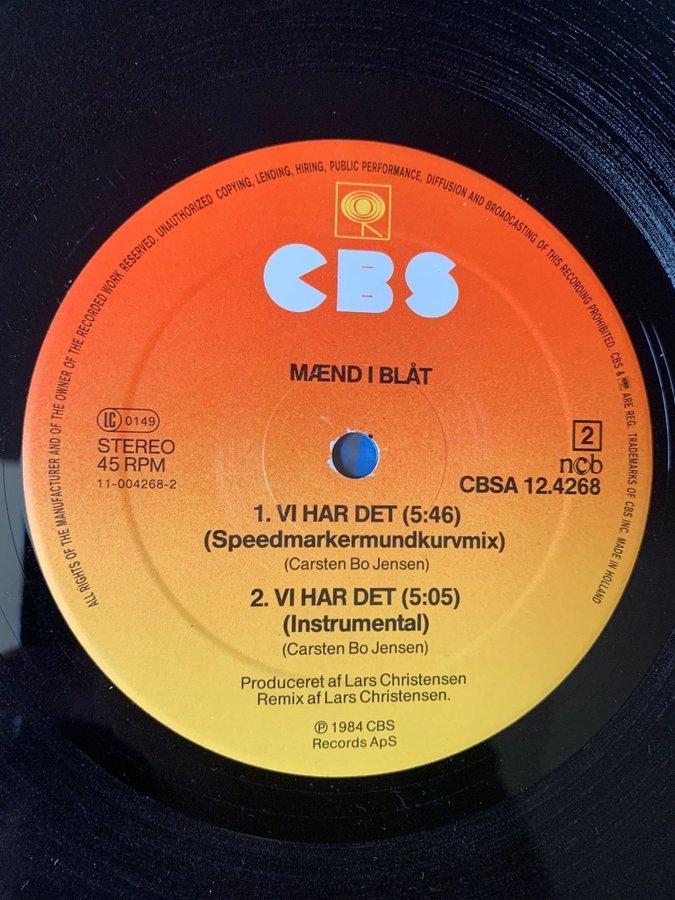 ALL RIGHTS OF THE MANUFACTURER AND OF THE OWNER OF THE RECORDED WORK RESERVED. UNAUTHORIZED COPYING, LENDING, HIRING, PUBLIC PERFORMANCE, DIFFUSION AND BROADCASTING OF THIS RECORDING PROHIBITED. CBS & ARE REG. TRADEMARKS OF CBS INC. MADE IN HOLLAND
CBS
MÆND I BLÅT
LC 0149
STEREO
45 RPM
11-004268-2
2
ncb
CBSA 12.4268
1. VI HAR DET (5:46)
(Speedmarkermundkurvmix)
(Carsten Bo Jensen)
2. VI HAR DET (5:05)
(Instrumental)
(Carsten Bo Jensen)
Produceret af Lars Christensen
Remix af Lars Christensen.
℗ 1984 CBS
Records ApS